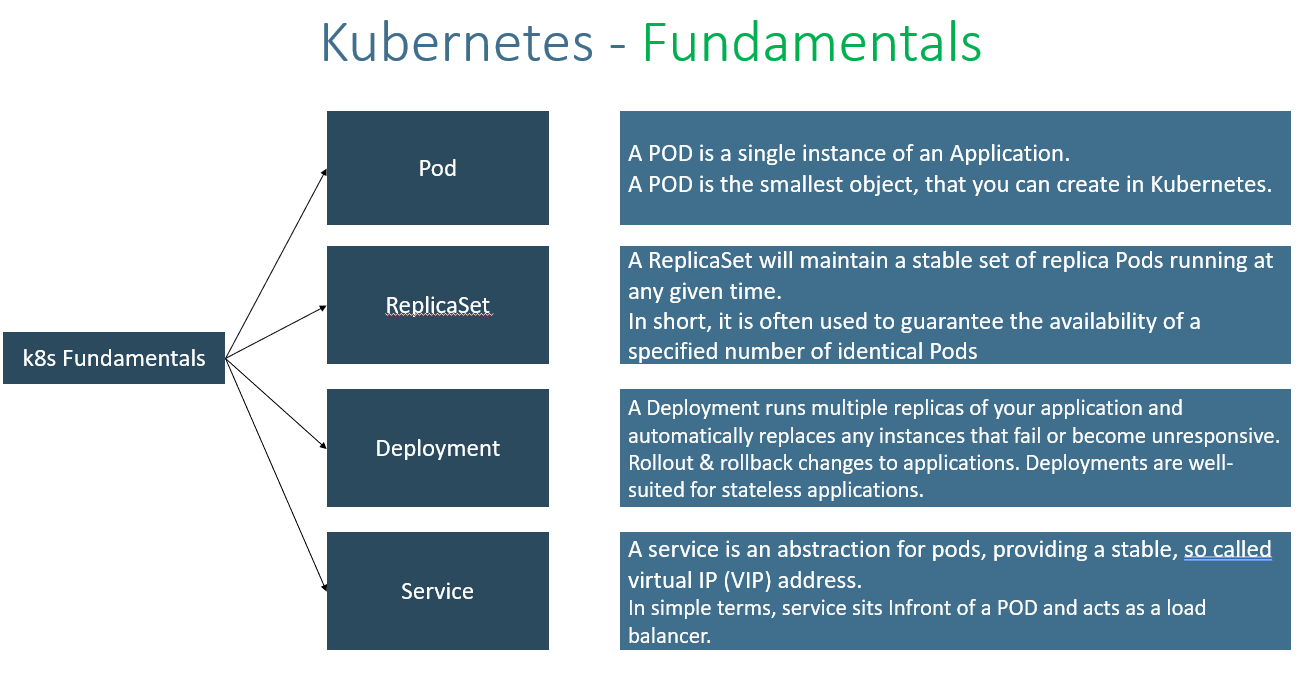 Kubernetes - Fundamentals
Pod
A POD is a single instance of an Application.
A POD is the smallest object, that you can create in Kubernetes.
ReplicaSet
A ReplicaSet will maintain a stable set of replica Pods running at
any given time.
In short, it is often used to guarantee the availability of a
specified number of identical Pods
k8s Fundamentals
Deployment
A Deployment runs multiple replicas of your application and
automatically replaces any instances that fail or become unresponsive.
Rollout & rollback changes to applications. Deployments are well-
suited for stateless applications.
Service
A service is an abstraction for pods, providing a stable, so called
virtual IP (VIP) address.
In simple terms, service sits Infront of a POD and acts as a load
balancer.